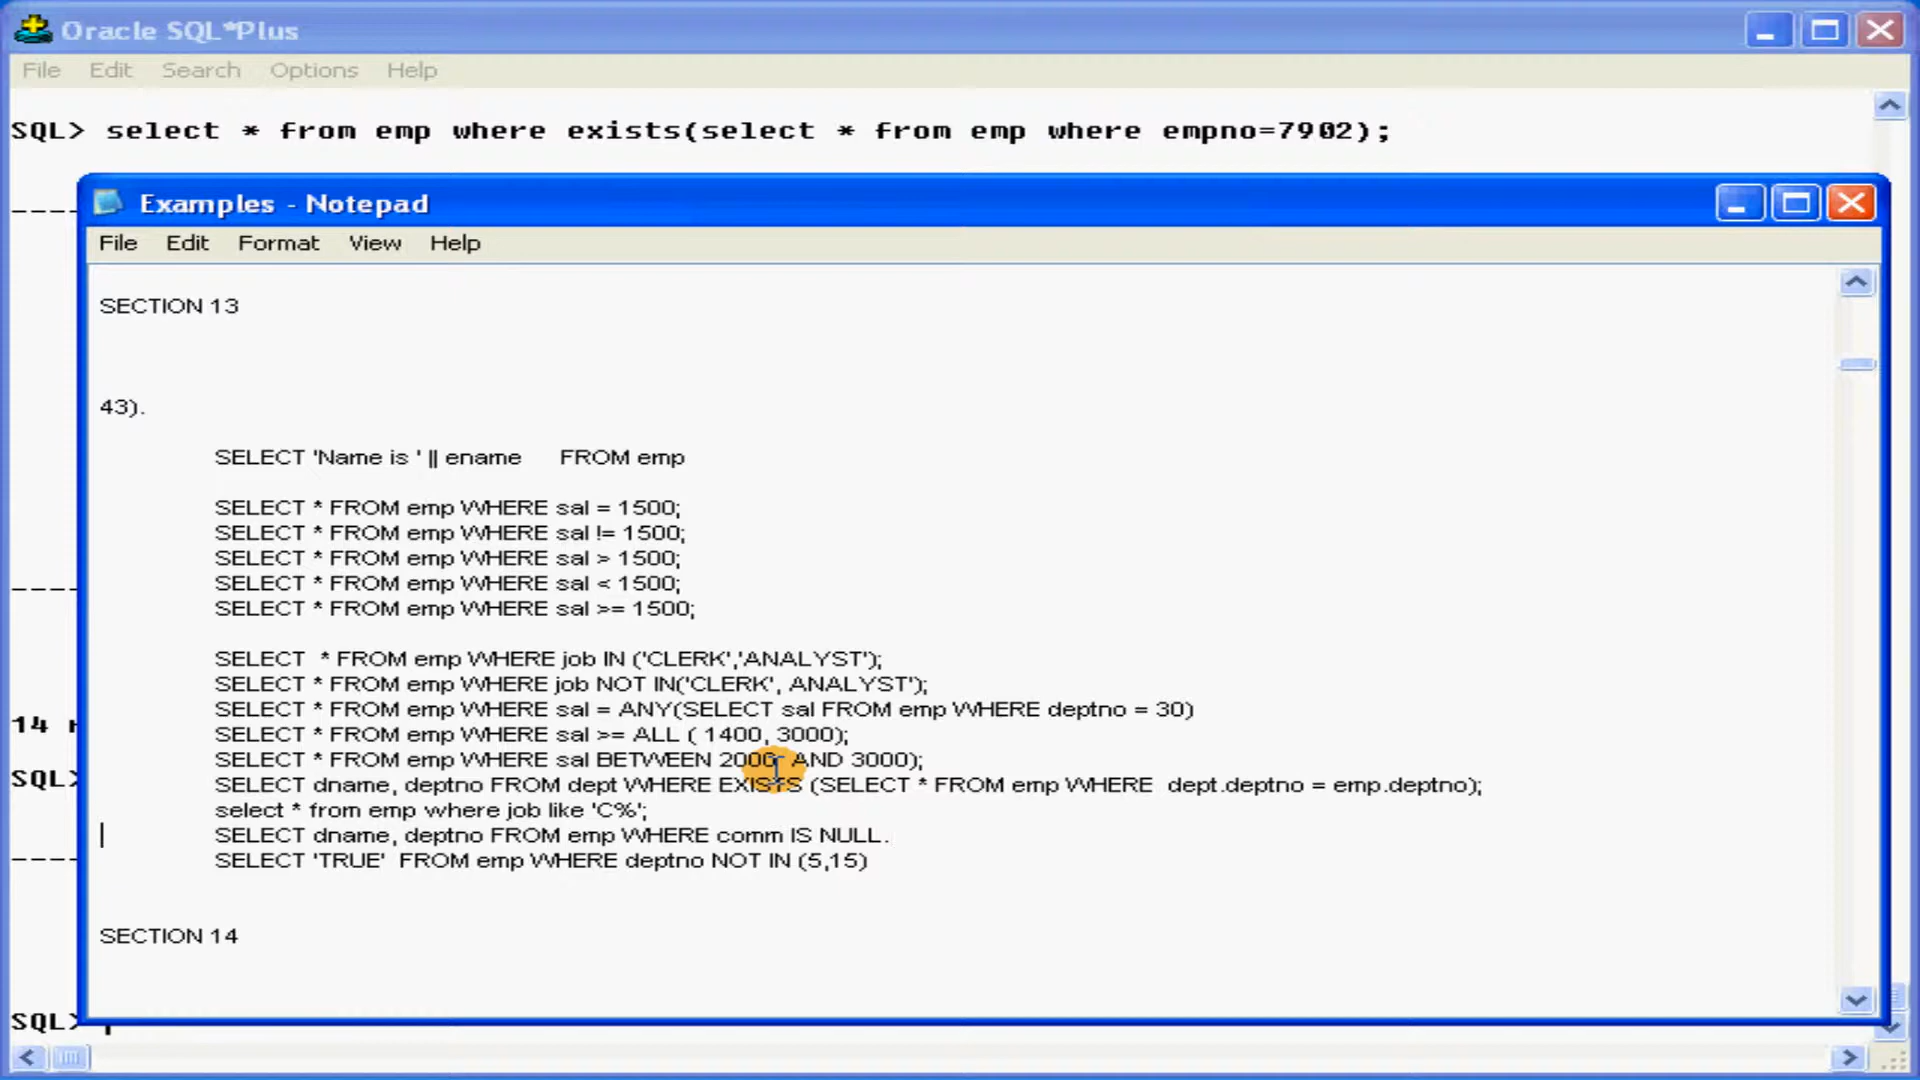 Oracle SQL*Plus
File Edit Search Options Help
SQL> select * from emp where exists(select * from emp where empno=7902);
----
Examples - Notepad
File Edit Format View Help
SECTION 13
43).
SELECT 'Name is ' || ename FROM emp
SELECT * FROM emp WHERE sal = 1500;
SELECT * FROM emp WHERE sal != 1500;
SELECT * FROM emp WHERE sal > 1500;
SELECT * FROM emp WHERE sal < 1500;
----
SELECT * FROM emp WHERE sal >= 1500;
SELECT * FROM emp WHERE job IN ('CLERK','ANALYST');
SELECT * FROM emp WHERE job NOT IN('CLERK', ANALYST');
SELECT * FROM emp WHERE sal = ANY(SELECT sal FROM emp WHERE deptno = 30)
14
SELECT * FROM emp WHERE sal >= ALL ( 1400, 3000);
SELECT * FROM emp WHERE sal BETWEEN 2000 AND 3000);
SQL>
SELECT dname, deptno FROM dept WHERE EXISTS (SELECT * FROM emp WHERE dept.deptno = emp.deptno);
select * from emp where job like 'C%';
SELECT dname, deptno FROM emp WHERE comm IS NULL.
----
SELECT 'TRUE' FROM emp WHERE deptno NOT IN (5,15)
SECTION 14
SQL>